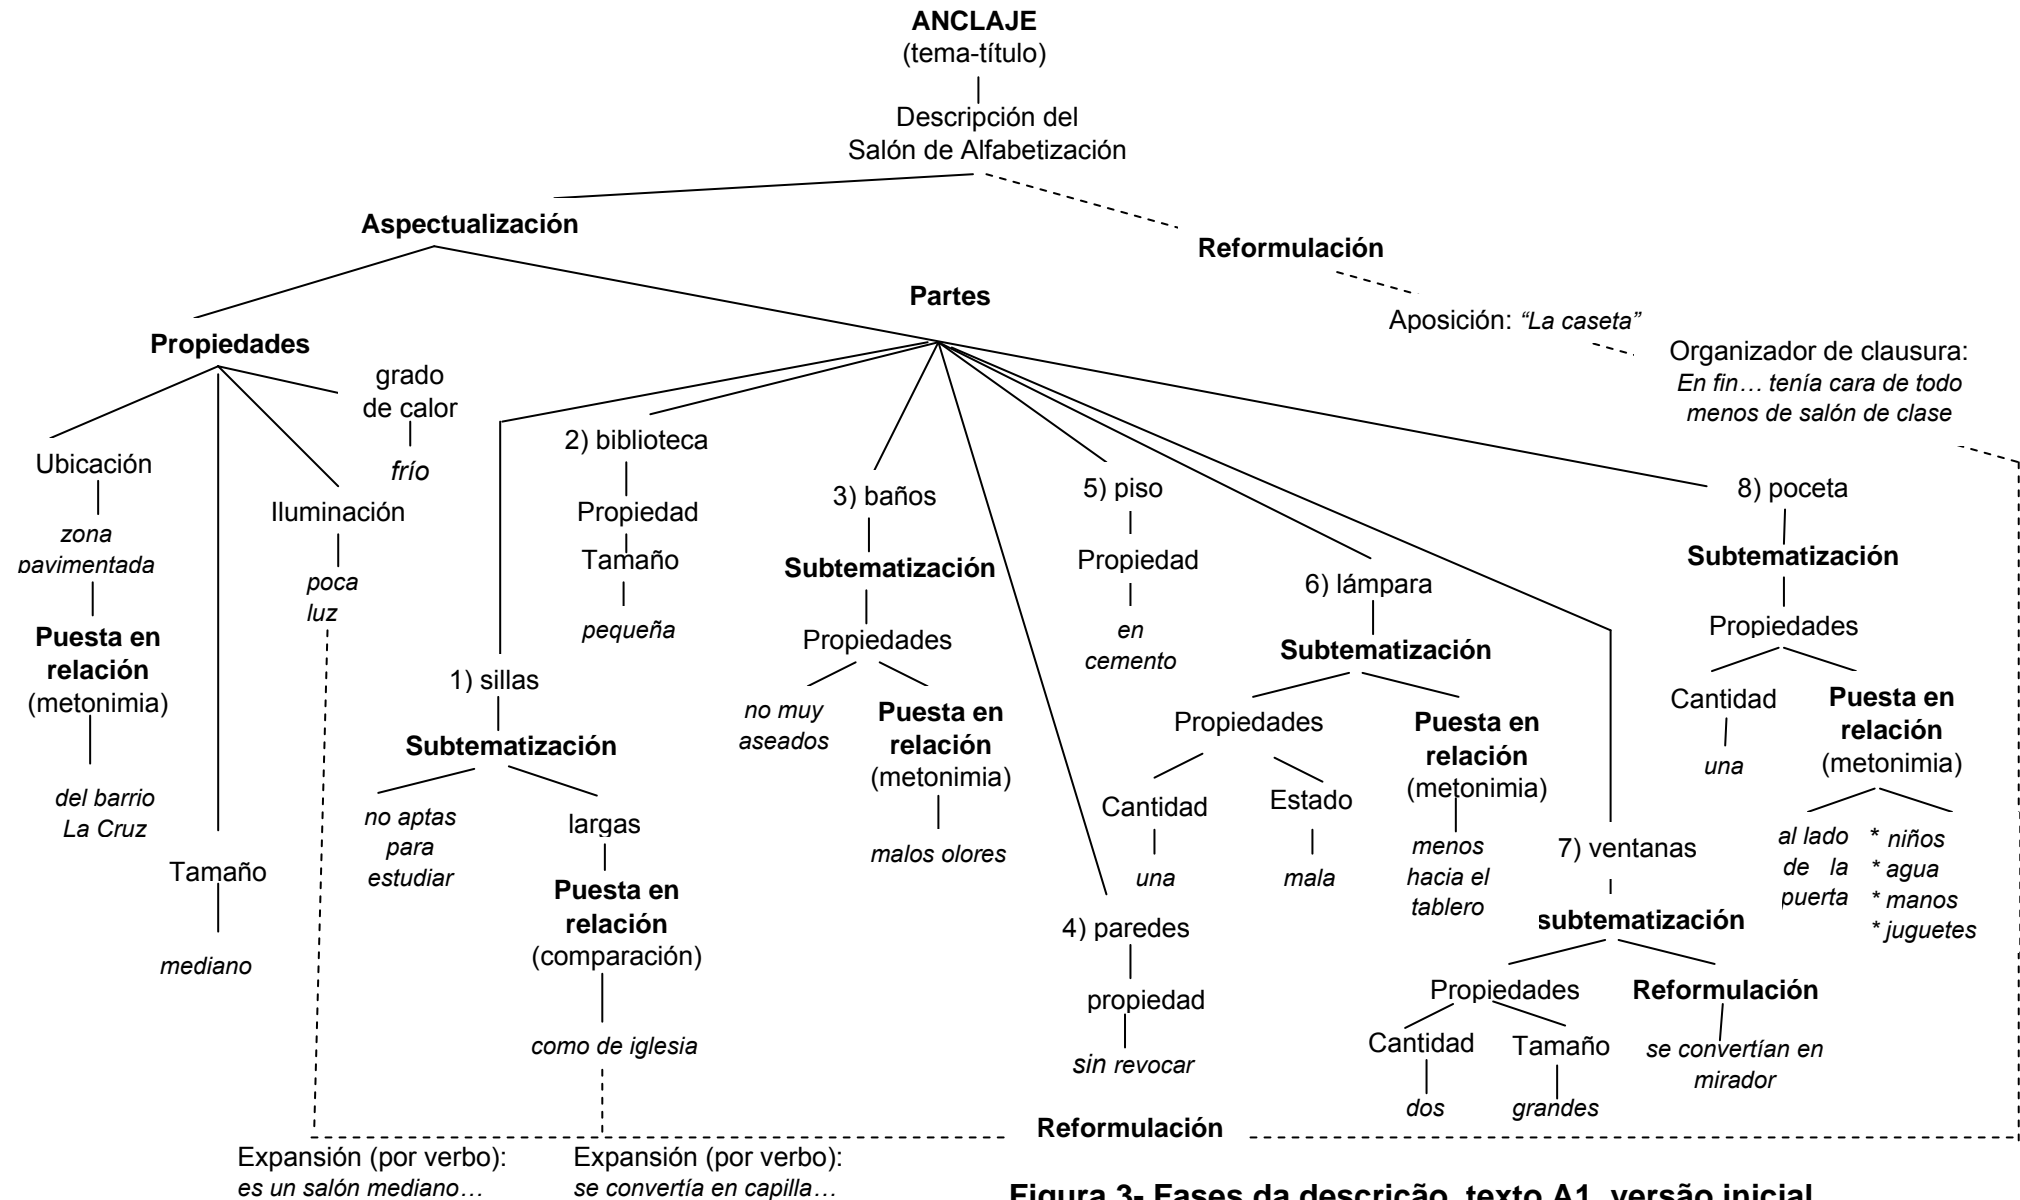 ANCLAJE
(tema-título)
Descripción del
Salón de Alfabetización
Aspectualización
Reformulación
Partes
Aposición: “La caseta”
Organizador de clausura:
En fin… tenía cara de todo
menos de salón de clase
Propiedades
grado
de calor
frío
Ubicación
zona
pavimentada
Puesta en
relación
(metonimia)
del barrio
La Cruz
Tamaño
mediano
Iluminación
poca
luz
1) sillas
Subtematización
no aptas
para
estudiar
largas
Puesta en
relación
(comparación)
como de iglesia
2) biblioteca
Propiedad
Tamaño
pequeña
3) baños
Subtematización
Propiedades
no muy
aseados
Puesta en
relación
(metonimia)
malos olores
4) paredes
propiedad
sin revocar
5) piso
Propiedad
en
cemento
6) lámpara
Subtematización
Propiedades
Cantidad
una
Estado
mala
Puesta en
relación
(metonimia)
menos
hacia el
tablero
7) ventanas
subtematización
Propiedades
Cantidad
dos
Tamaño
grandes
Reformulación
se convertían en
mirador
8) poceta
Subtematización
Propiedades
Cantidad
una
Puesta en
relación
(metonimia)
al lado
de la
puerta
* niños
* agua
* manos
* juguetes
Reformulación
Expansión (por verbo):
es un salón mediano…
Expansión (por verbo):
se convertía en capilla…
Figura 3- Fases da descrição, texto A1, versão inicial